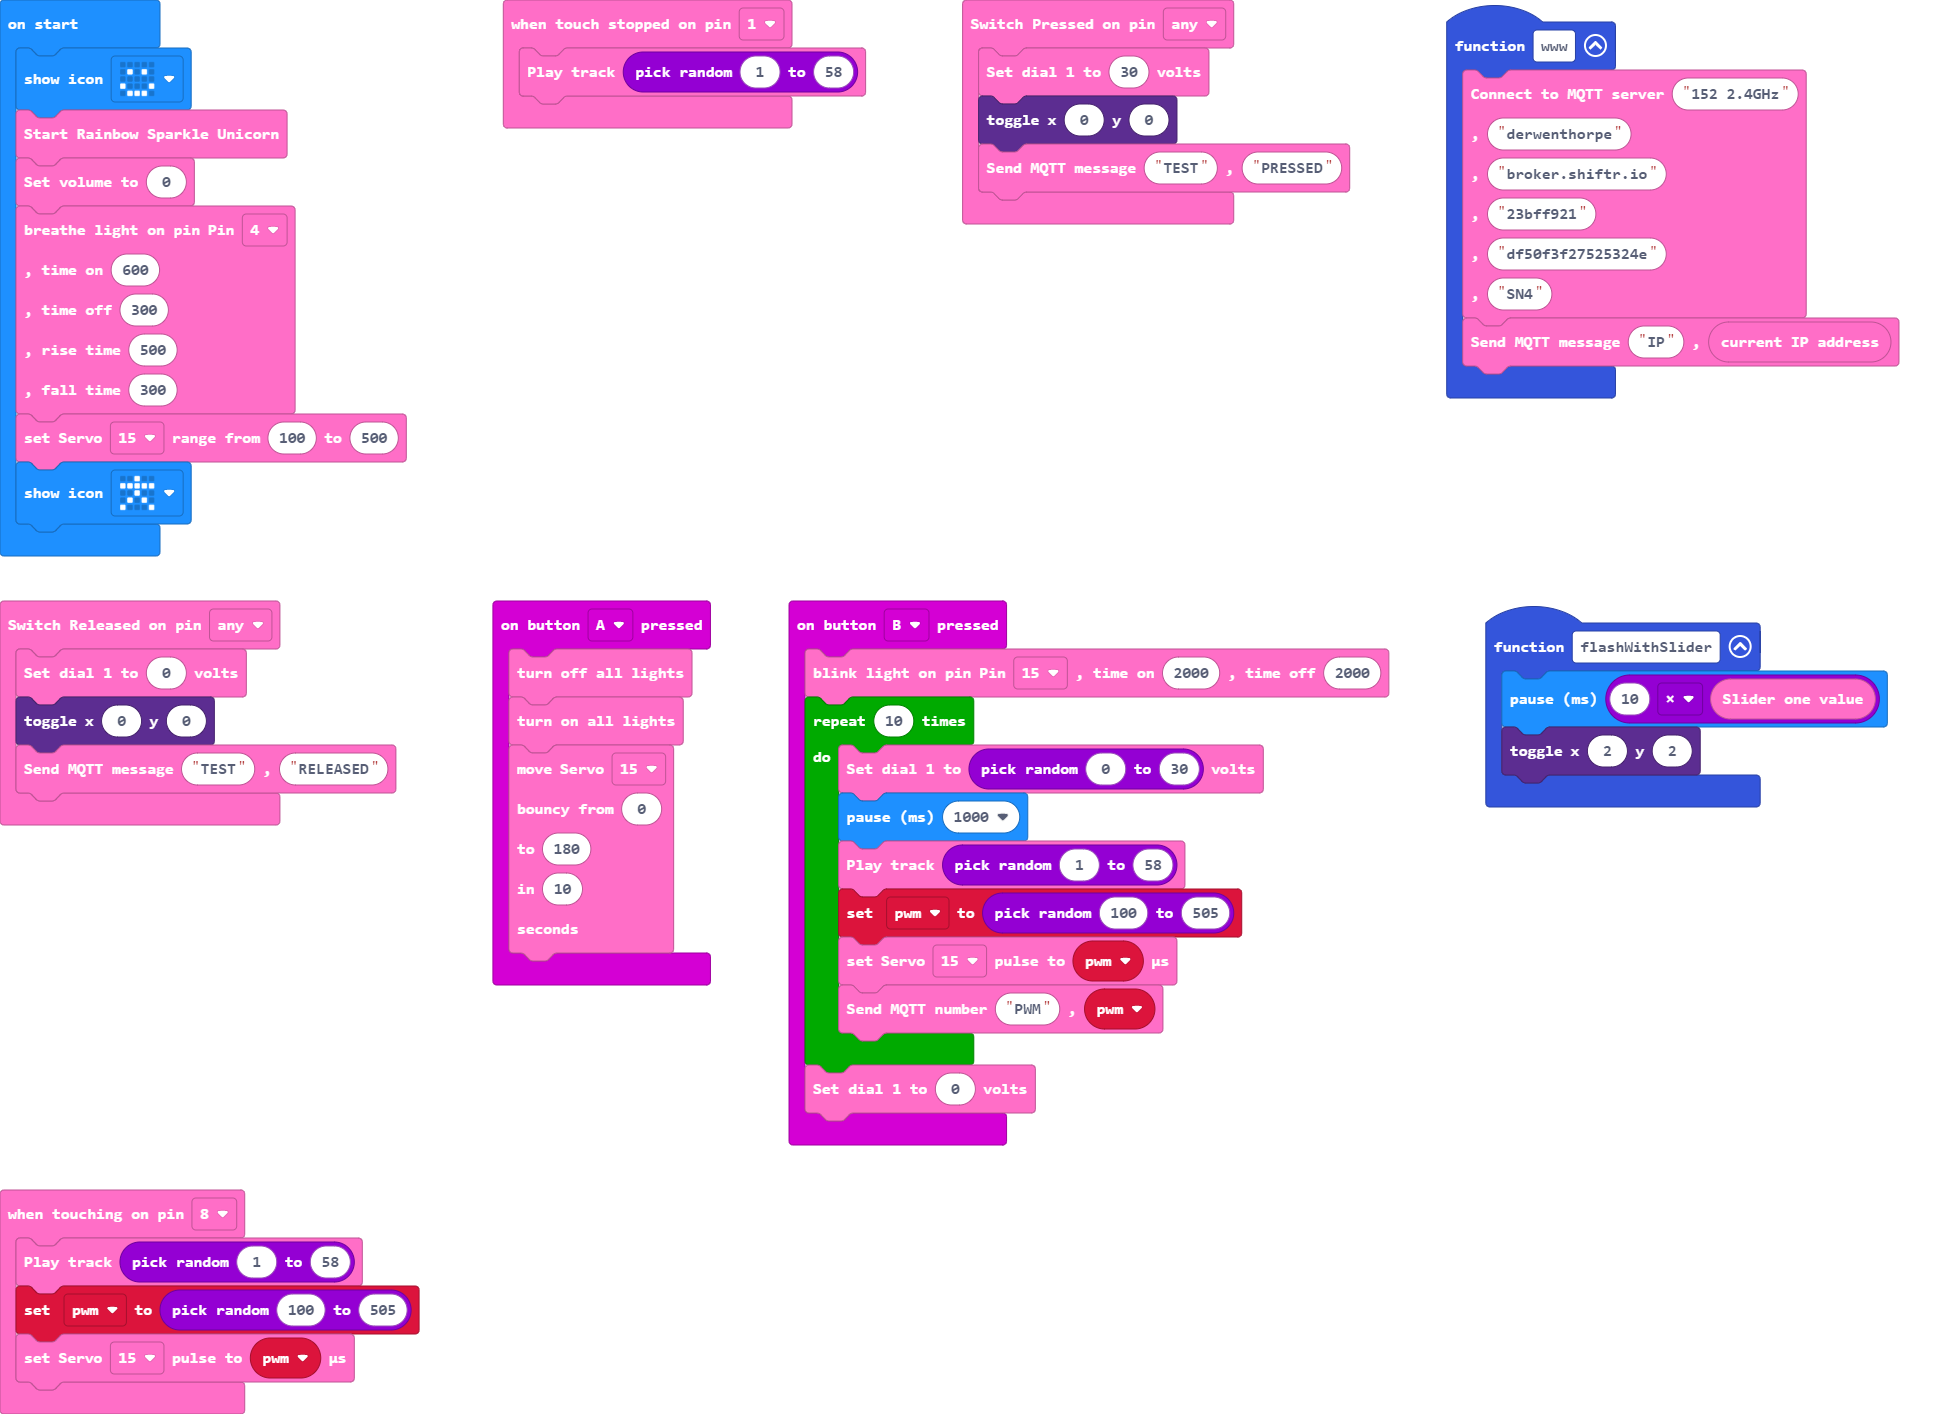 on start
show icon
Start Rainbow Sparkle Unicorn
Set volume to 0
breathe light on pin Pin 4
, time on 600
, time off 300
, rise time 500
, fall time 300
set Servo 15 range from 100 to 500
show icon
when touch stopped on pin 1
Play track pick random 1 to 58
Switch Pressed on pin any
Set dial 1 to 30 volts
toggle x 0 y 0
Send MQTT message "TEST" , "PRESSED"
function www
Connect to MQTT server "152 2.4GHz"
, "derwenthorpe"
, "broker.shiftr.io"
, "23bff921"
, "df50f3f27525324e"
, "SN4"
Send MQTT message "IP" , current IP address
Switch Released on pin any
Set dial 1 to 0 volts
toggle x 0 y 0
Send MQTT message "TEST" , "RELEASED"
on button A pressed
turn off all lights
turn on all lights
move Servo 15
bouncy from 0
to 180
in 10
seconds
on button B pressed
blink light on pin Pin 15 , time on 2000 , time off 2000
repeat 10 times
do Set dial 1 to pick random 0 to 30 volts
pause (ms) 1000
Play track pick random 1 to 58
set pwm to pick random 100 to 505
set Servo 15 pulse to pwm µs
Send MQTT number "PWM" , pwm
Set dial 1 to 0 volts
function flashWithSlider
pause (ms) 10 × Slider one value
toggle x 2 y 2
when touching on pin 8
Play track pick random 1 to 58
set pwm to pick random 100 to 505
set Servo 15 pulse to pwm µs